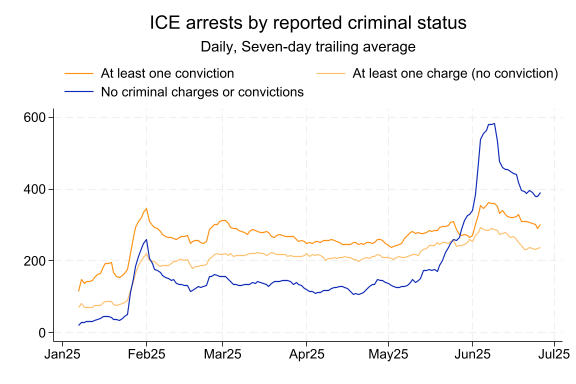 ICE arrests by reported criminal status
Daily, Seven-day trailing average
At least one conviction
At least one charge (no conviction)
No criminal charges or convictions
600
400
200
0
Jan25 Feb25 Mar25 Apr25 May25 Jun25 Jul25